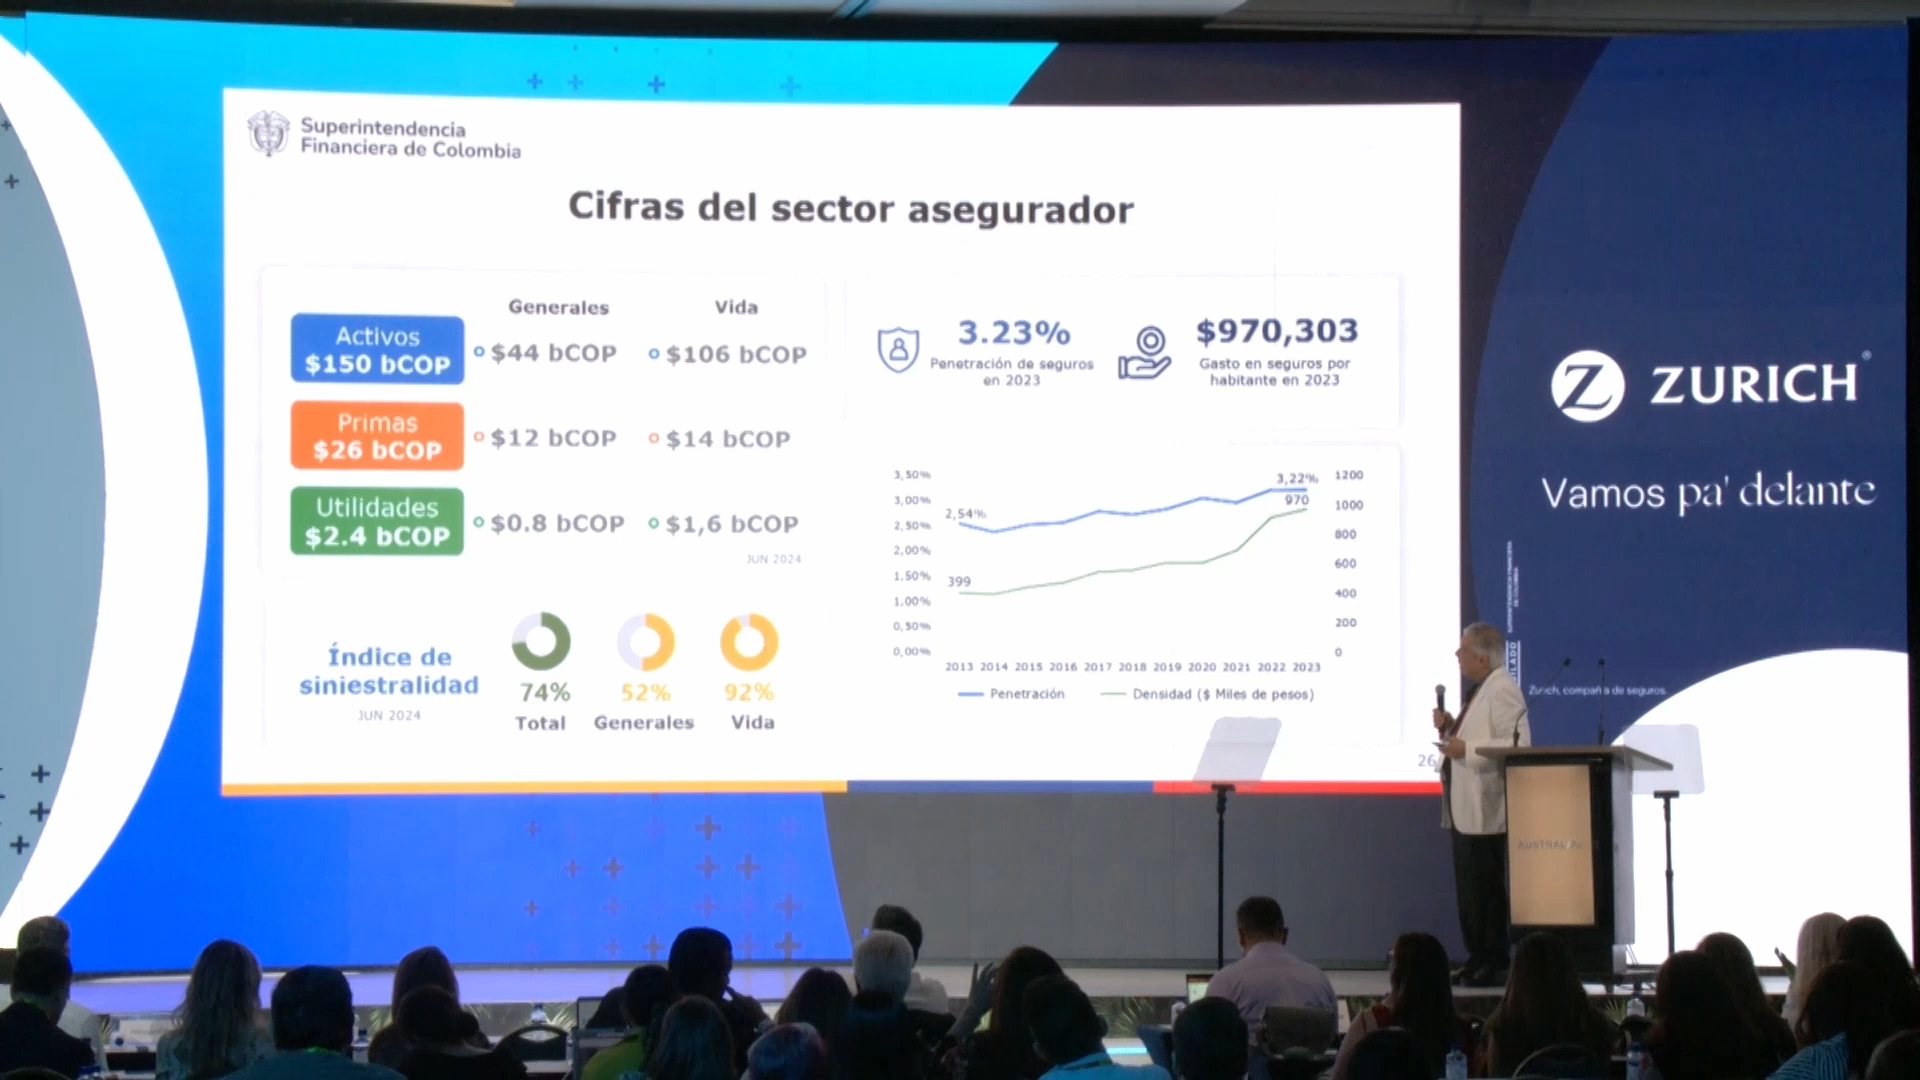 Superintendencia
Financiera de Colombia
Cifras del sector asegurador
Generales Vida
Activos
$150 bCOP
$44 bCOP $106 bCOP
Primas
$26 bCOP
$12 bCOP $14 bCOP
Utilidades
$2.4 bCOP
$0.8 bCOP $1,6 bCOP
JUN 2024
Índice de
siniestralidad
JUN 2024
74% 52% 92%
Total Generales Vida
3.23%
Penetración de seguros
en 2023
$970,303
Gasto en seguros por
habitante en 2023
3,50%
3,00%
2,50%
2,00%
1,50%
1,00%
0,50%
0,00%
2,54%
399
3,22%
970
1200
1000
800
600
400
200
0
2013 2014 2015 2016 2017 2018 2019 2020 2021 2022 2023
Penetración Densidad ($ Miles de pesos)
26
Z ZURICH®
Vamos pa' delante
Zurich, compañía de seguros.